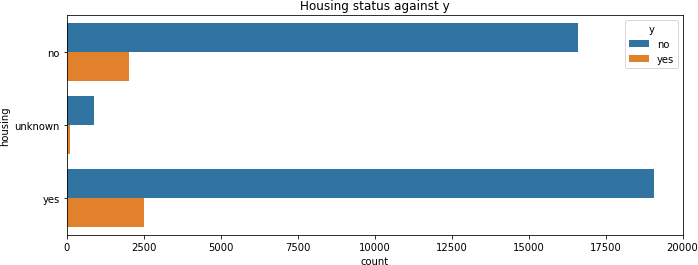 Housing status against y
no
unknown
yes
housing
0 2500 5000 7500 10000 12500 15000 17500 20000
count
y
no
yes